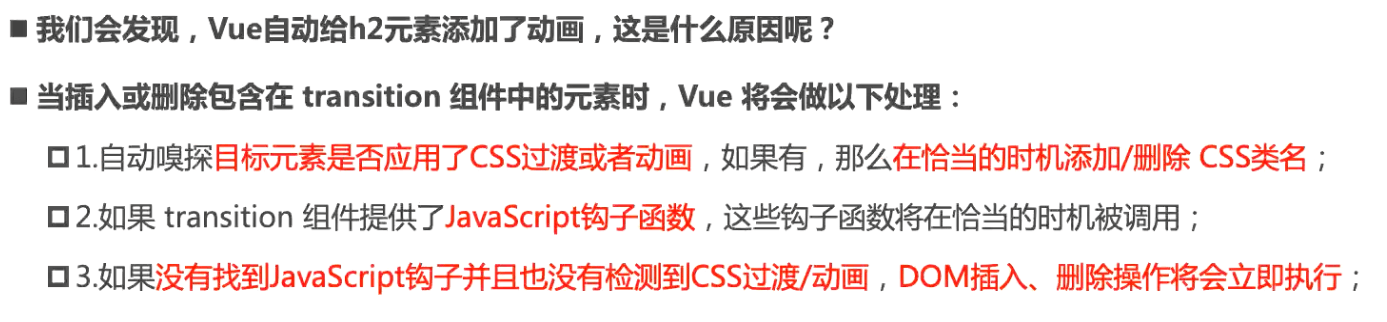 ■ 我们会发现，Vue自动给h2元素添加了动画，这是什么原因呢？
■ 当插入或删除包含在 transition 组件中的元素时，Vue 将会做以下处理：
1.自动嗅探目标元素是否应用了CSS过渡或者动画，如果有，那么在恰当的时机添加/删除 CSS类名；
2.如果 transition 组件提供了JavaScript钩子函数，这些钩子函数将在恰当的时机被调用；
3.如果没有找到JavaScript钩子并且也没有检测到CSS过渡/动画，DOM插入、删除操作将会立即执行；